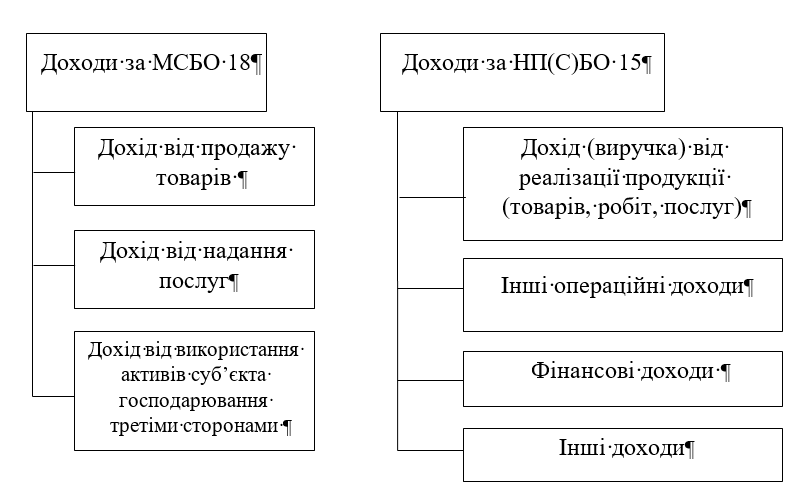 Доходи·за·МСБО·18¶
Дохід·від·продажу·
товарів·¶
Дохід·від·надання·
послуг¶
Дохід·від·використання·
активів·суб’єкта·
господарювання·
третіми·сторонами·¶
Доходи·за·НП(С)БО·15¶
Дохід·(виручка)·від·
реалізації·продукції·
(товарів,·робіт,·послуг)¶
Інші·операційні·доходи¶
Фінансові·доходи·¶
Інші·доходи¶